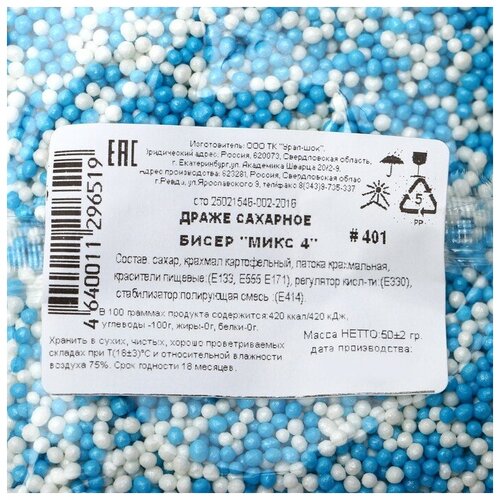 ЕАС
4 640011 296519
Изготовитель: ООО ТК "Урал-шок".
Юридический адрес: Россия, 620073, Свердловская область,
г. Екатеринбург,ул. Академика Шварца 20/2-9.
Адрес производства: 623281, Россия, Свердловская область
г.Ревда,ул.Ярославского 9, тел/факс 8(343)9-735-337
сто 25021546-002-2016
ДРАЖЕ САХАРНОЕ
БИСЕР "МИКС 4"
# 401
5
PP
Состав: сахар, крахмал картофельный, патока крахмальная,
красители пищевые:(Е133, Е555 Е171), регулятор кисл-ти:(Е330),
стабилизатор полирующая смесь :(Е414).
В 100 граммах продукта содержится 420 ккал/420 кДж,
углеводы -100г, жиры-0г, белки-0г.
Хранить в сухих, чистых, хорошо проветриваемых
складах при Т(18±3)°С и относительной влажности
воздуха 75%. Срок годности 18 месяцев.
Масса НЕТТО:50±2 гр.
дата производства: